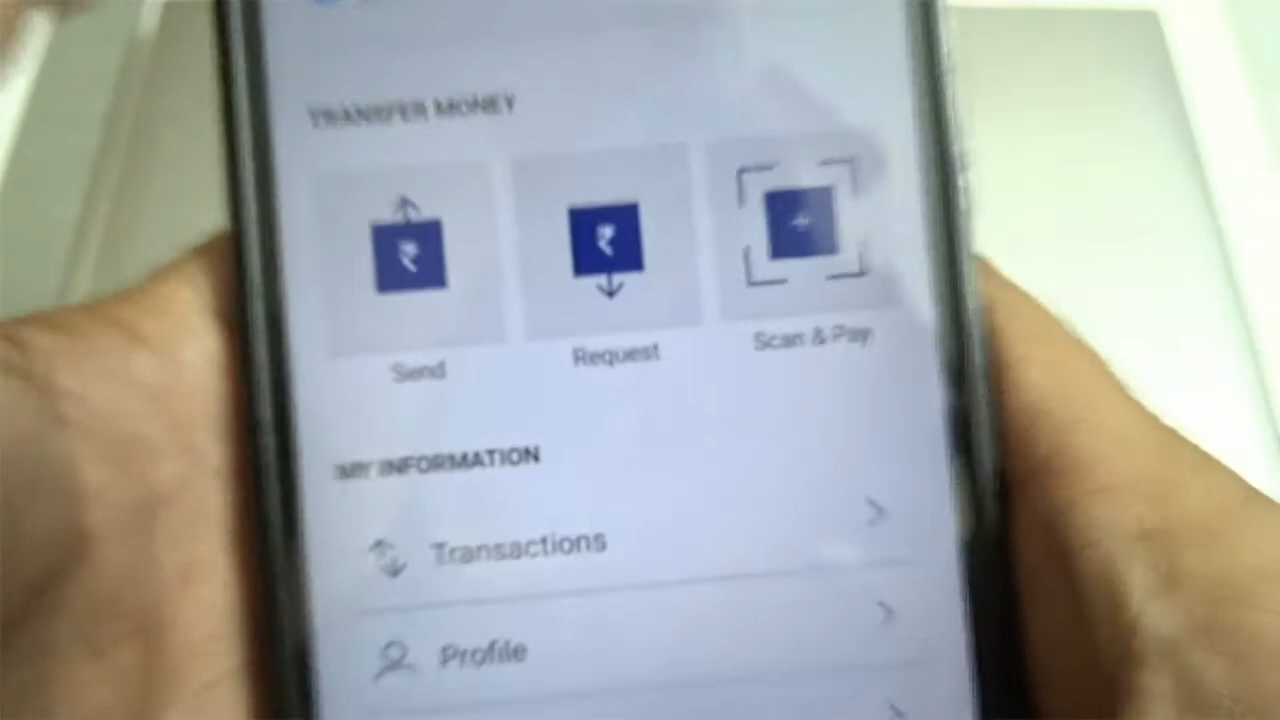 TRANSFER MONEY
₹
₹
Send
Request
Scan & Pay
MY INFORMATION
Transactions
Profile